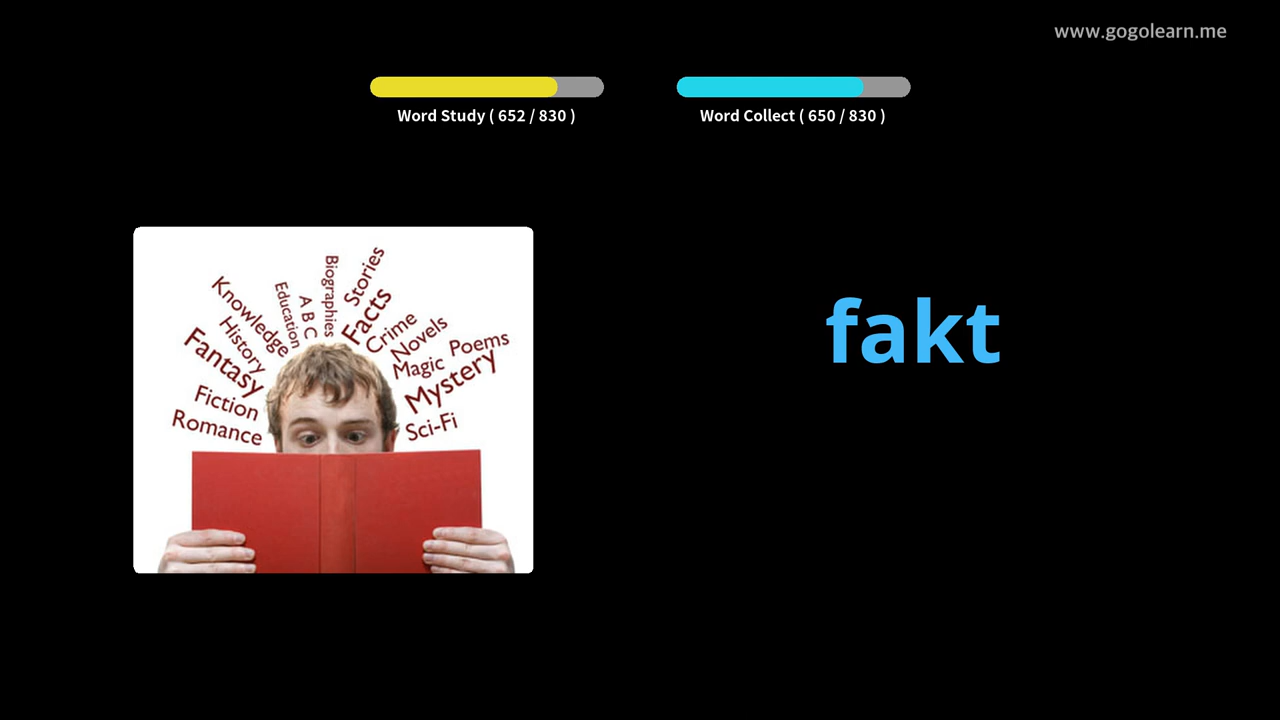 www.gogolearn.me
Word Study ( 652 / 830 )
Word Collect ( 650 / 830 )
Knowledge
Education
A B C
Biographies
Stories
Facts
History
Crime
Novels
Fantasy
Magic
Poems
Mystery
Fiction
Romance
Sci-Fi
fakt